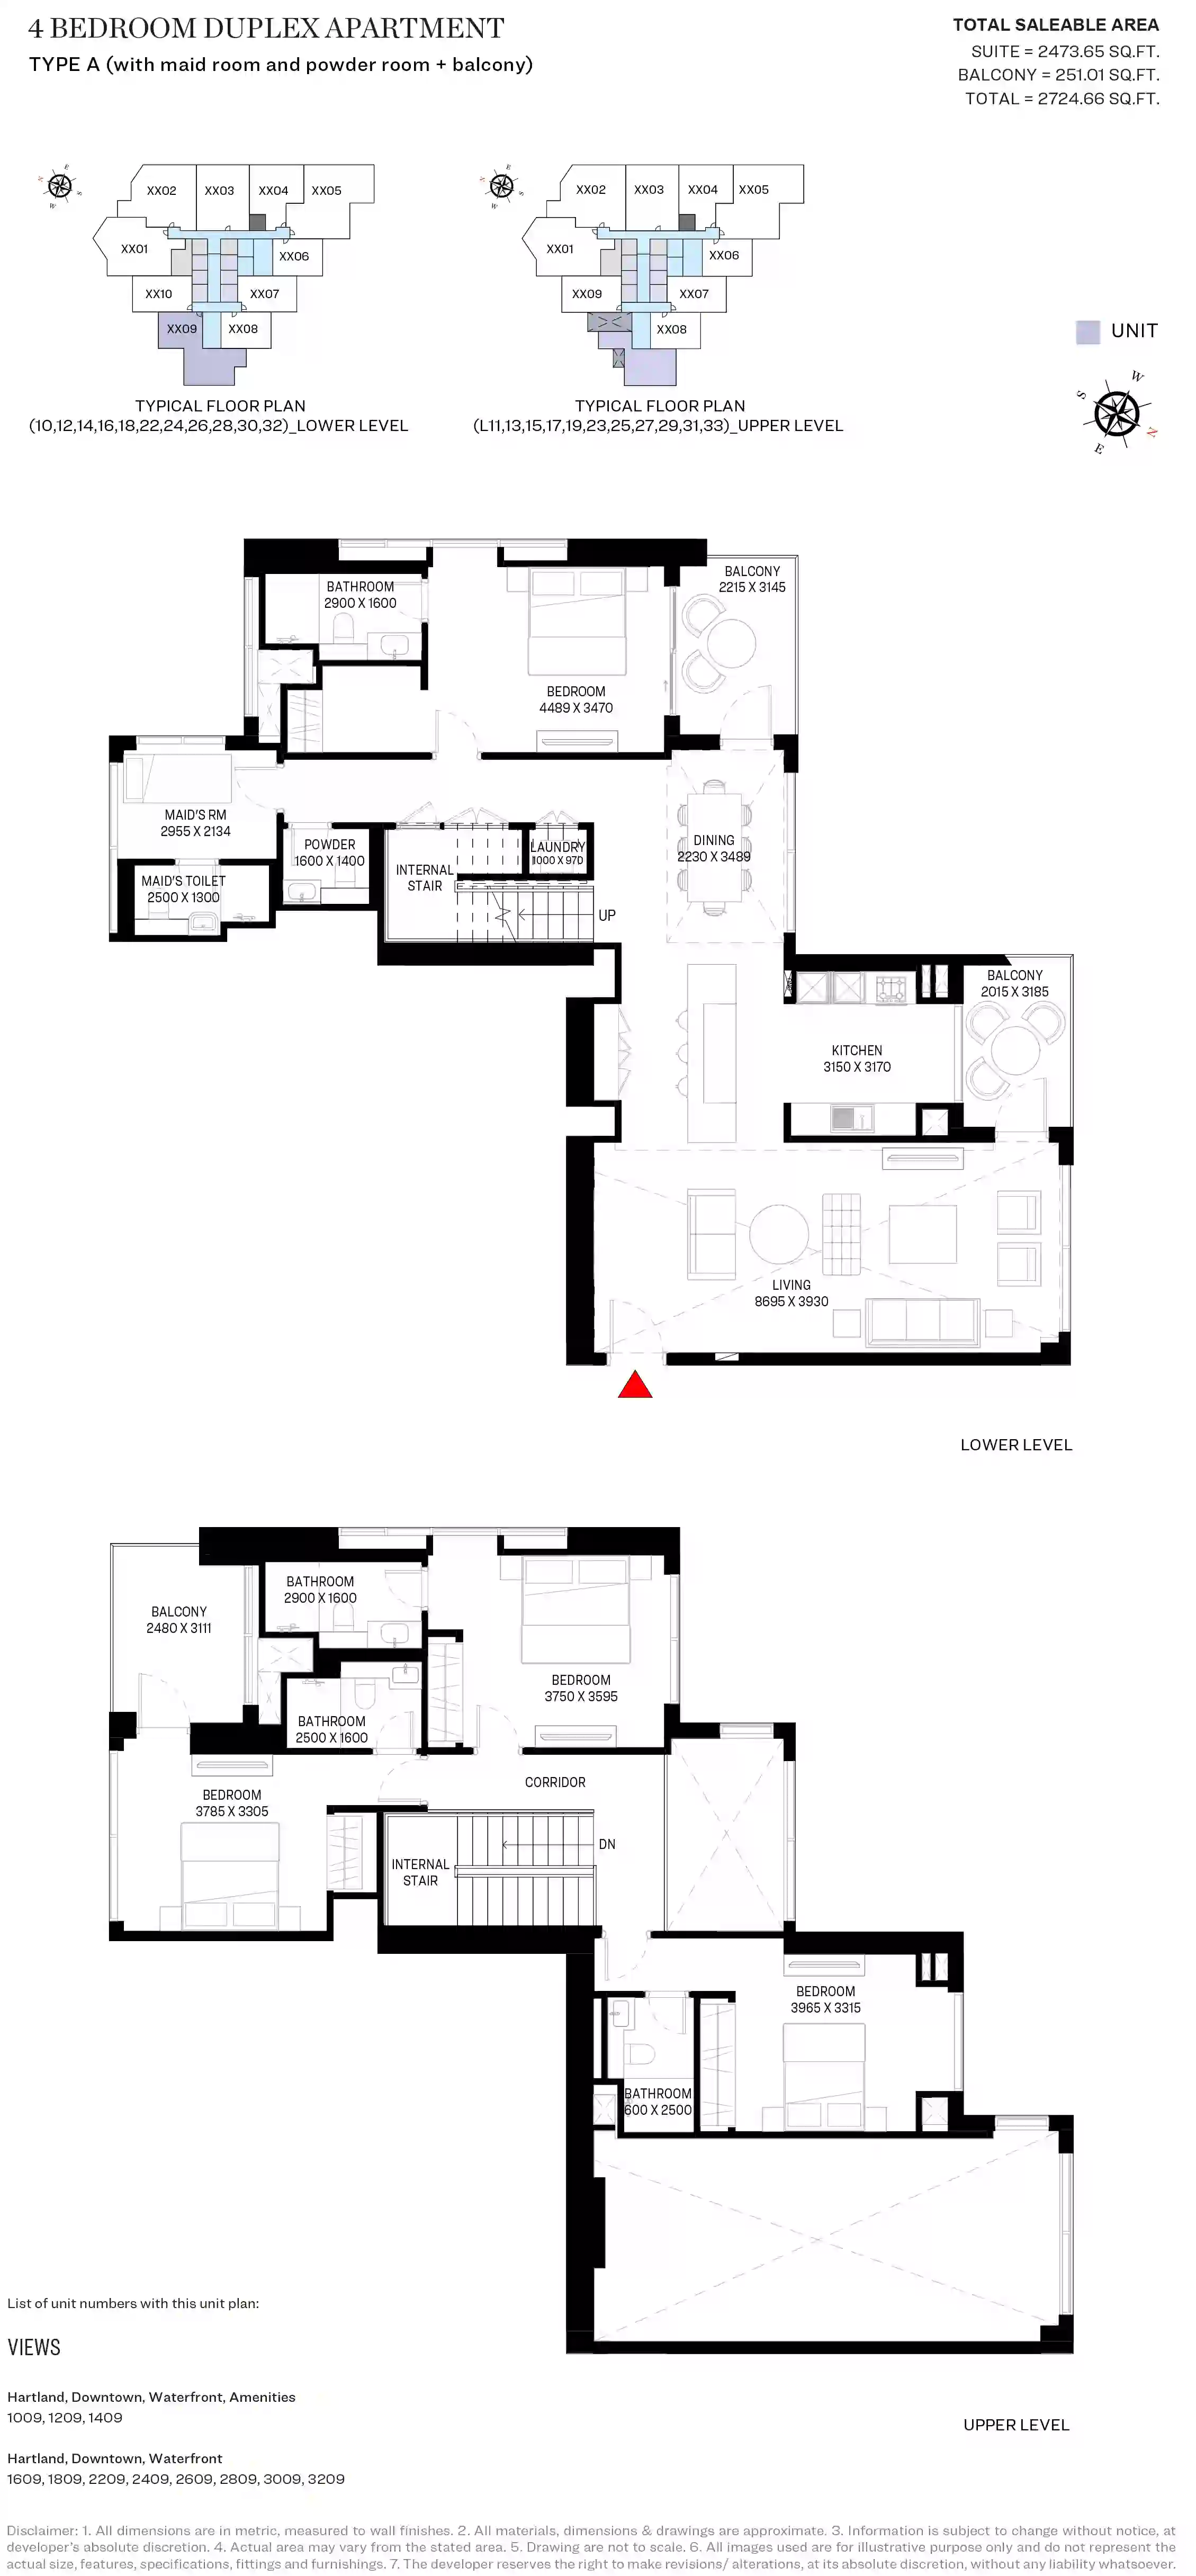 4 BEDROOM DUPLEX APARTMENT
TYPE A (with maid room and powder room + balcony)
TOTAL SALEABLE AREA
SUITE = 2473.65 SQ.FT.
BALCONY = 251.01 SQ.FT.
TOTAL = 2724.66 SQ.FT.
E
N
S
W
XX02
XX03
XX04
XX05
XX01
XX06
XX10
XX07
XX09
XX08
TYPICAL FLOOR PLAN
(10,12,14,16,18,22,24,26,28,30,32)_LOWER LEVEL
E
N
S
W
XX02
XX03
XX04
XX05
XX01
XX06
XX09
XX07
XX08
TYPICAL FLOOR PLAN
(L11,13,15,17,19,23,25,27,29,31,33)_UPPER LEVEL
UNIT
W
S
N
E
BATHROOM
2900 X 1600
BALCONY
2215 X 3145
BEDROOM
4489 X 3470
MAID'S RM
2955 X 2134
POWDER
1600 X 1400
LAUNDRY
1000 X 970
DINING
2230 X 3489
INTERNAL
STAIR
MAID'S TOILET
2500 X 1300
UP
BALCONY
2015 X 3185
KITCHEN
3150 X 3170
LIVING
8695 X 3930
LOWER LEVEL
BATHROOM
2900 X 1600
BALCONY
2480 X 3111
BEDROOM
3750 X 3595
BATHROOM
2500 X 1600
CORRIDOR
BEDROOM
3785 X 3305
DN
INTERNAL
STAIR
BEDROOM
3965 X 3315
BATHROOM
600 X 2500
UPPER LEVEL
List of unit numbers with this unit plan:
VIEWS
Hartland, Downtown, Waterfront, Amenities
1009, 1209, 1409
Hartland, Downtown, Waterfront
1609, 1809, 2209, 2409, 2609, 2809, 3009, 3209
Disclaimer: 1. All dimensions are in metric, measured to wall finishes. 2. All materials, dimensions & drawings are approximate. 3. Information is subject to change without notice, at
developer's absolute discretion. 4. Actual area may vary from the stated area. 5. Drawing are not to scale. 6. All images used are for illustrative purpose only and do not represent the
actual size, features, specifications, fittings and furnishings. 7. The developer reserves the right to make revisions/ alterations, at its absolute discretion, without any liability whatsoever.